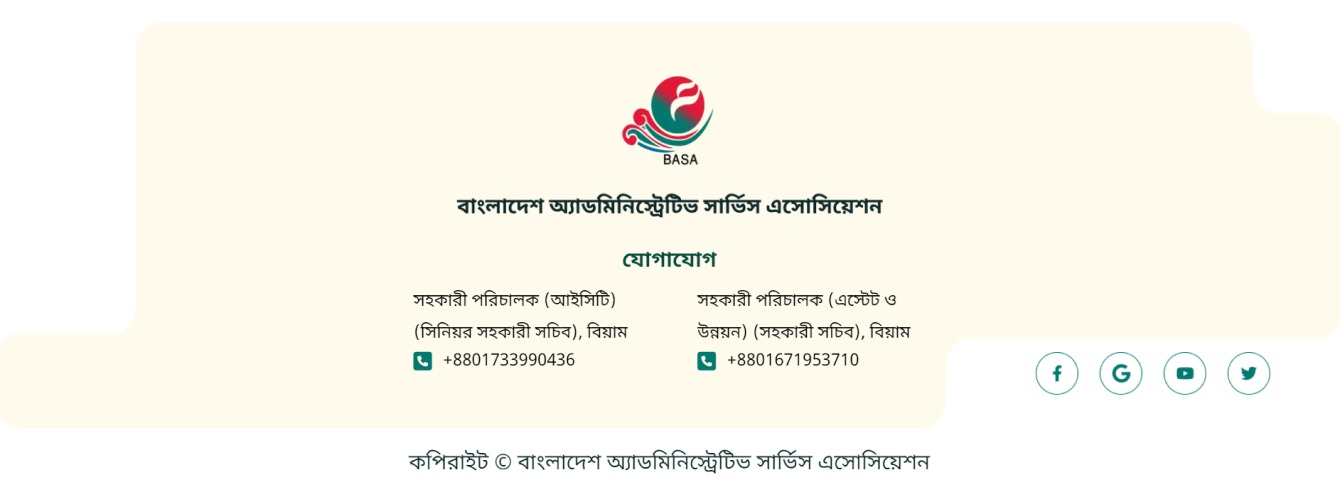 BASA
বাংলাদেশ অ্যাডমিনিস্ট্রেটিভ সার্ভিস এসোসিয়েশন
যোগাযোগ
সহকারী পরিচালক (আইসিটি)
(সিনিয়র সহকারী সচিব), বিয়াম
+8801733990436
সহকারী পরিচালক (এস্টেট ও
উন্নয়ন) (সহকারী সচিব), বিয়াম
+8801671953710
কপিরাইট © বাংলাদেশ অ্যাডমিনিস্ট্রেটিভ সার্ভিস এসোসিয়েশন